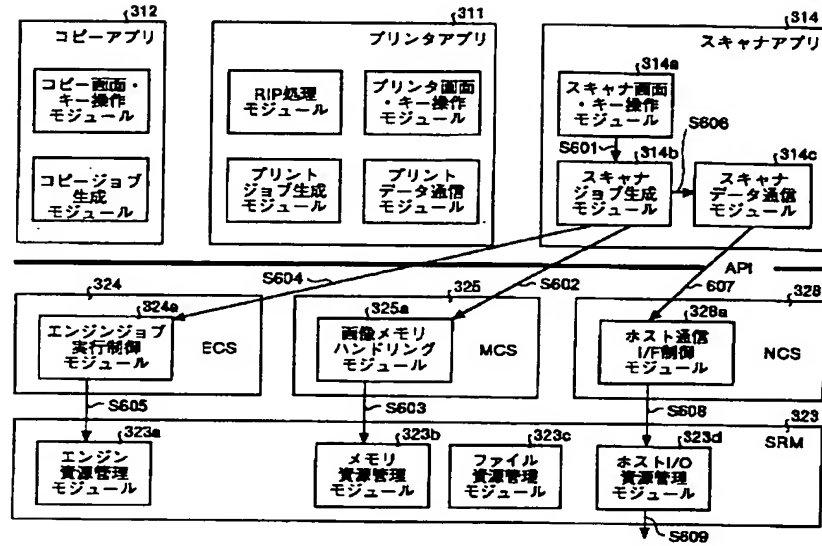 312
コピーアプリ
コピー画面・
キー操作
モジュール
コピージョブ
生成
モジュール
311
プリンタアプリ
RIP処理
モジュール
プリンタ画面
・キー操作
モジュール
プリント
ジョブ生成
モジュール
プリント
データ通信
モジュール
314
スキャナアプリ
314a
スキャナ画面
・キー操作
モジュール
S601
S606
314b
スキャナ
ジョブ生成
モジュール
314c
スキャナ
データ通信
モジュール
S604
S602
API
607
324
324a
エンジンジョブ
実行制御
モジュール
ECS
325
325a
画像メモリ
ハンドリング
モジュール
MCS
328
328a
ホスト通信
I/F制御
モジュール
NCS
S605
S603
S608
323
SRM
323a
エンジン
資源管理
モジュール
323b
メモリ
資源管理
モジュール
323c
ファイル
資源管理
モジュール
323d
ホストI/O
資源管理
モジュール
S609